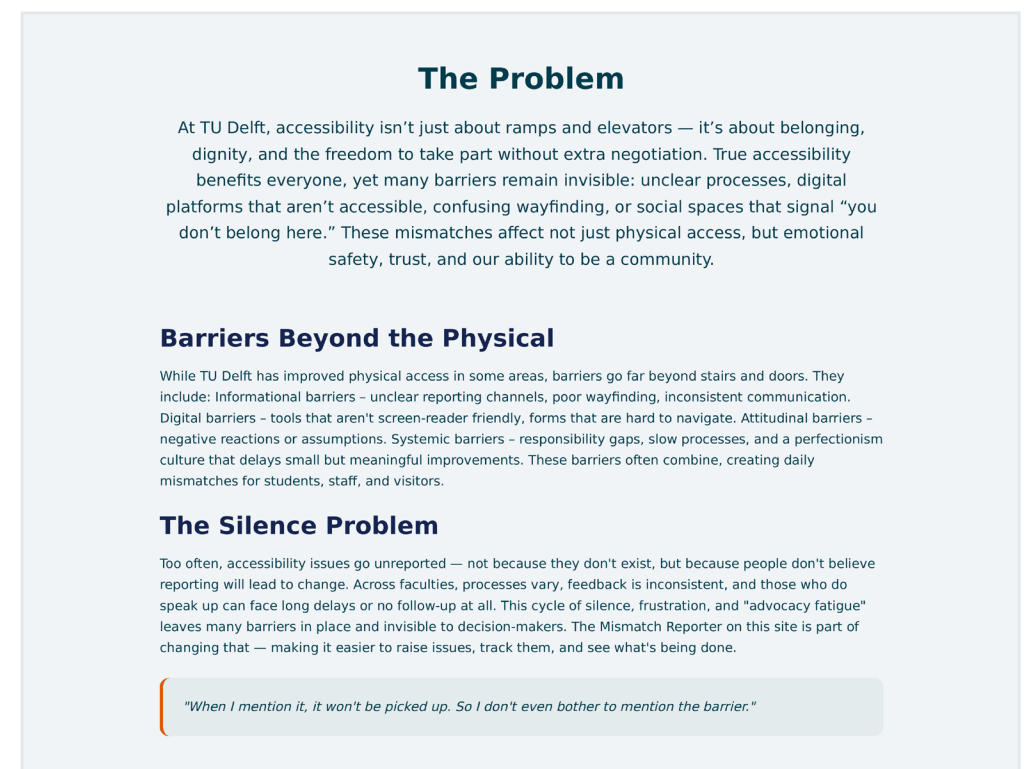 The Problem
At TU Delft, accessibility isn’t just about ramps and elevators — it’s about belonging,
dignity, and the freedom to take part without extra negotiation. True accessibility
benefits everyone, yet many barriers remain invisible: unclear processes, digital
platforms that aren’t accessible, confusing wayfinding, or social spaces that signal “you
don’t belong here.” These mismatches affect not just physical access, but emotional
safety, trust, and our ability to be a community.
Barriers Beyond the Physical
While TU Delft has improved physical access in some areas, barriers go far beyond stairs and doors. They
include: Informational barriers – unclear reporting channels, poor wayfinding, inconsistent communication.
Digital barriers – tools that aren't screen-reader friendly, forms that are hard to navigate. Attitudinal barriers –
negative reactions or assumptions. Systemic barriers – responsibility gaps, slow processes, and a perfectionism
culture that delays small but meaningful improvements. These barriers often combine, creating daily
mismatches for students, staff, and visitors.
The Silence Problem
Too often, accessibility issues go unreported — not because they don't exist, but because people don't believe
reporting will lead to change. Across faculties, processes vary, feedback is inconsistent, and those who do
speak up can face long delays or no follow-up at all. This cycle of silence, frustration, and "advocacy fatigue"
leaves many barriers in place and invisible to decision-makers. The Mismatch Reporter on this site is part of
changing that — making it easier to raise issues, track them, and see what's being done.
"When I mention it, it won't be picked up. So I don't even bother to mention the barrier."